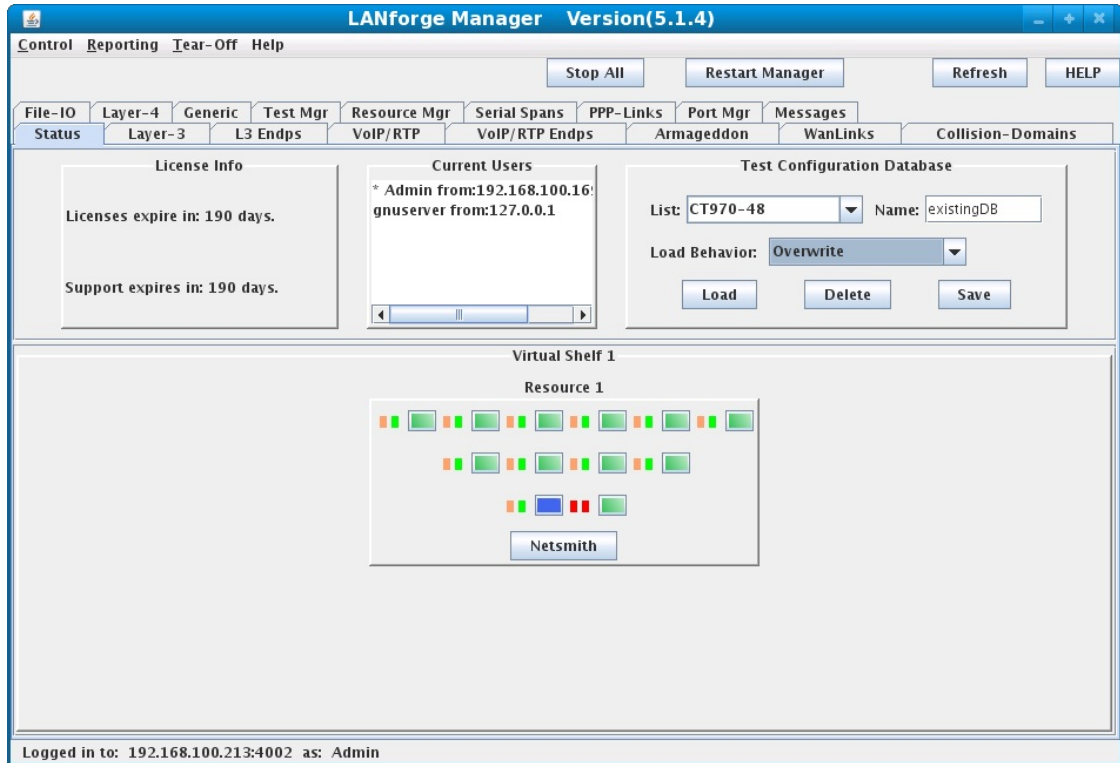 LANforge Manager Version(5.1.4)
Control Reporting Tear-Off Help
Stop All Restart Manager Refresh HELP
File-IO Layer-4 Generic Test Mgr Resource Mgr Serial Spans PPP-Links Port Mgr Messages
Status Layer-3 L3 Endps VoIP/RTP VoIP/RTP Endps Armageddon WanLinks Collision-Domains
License Info
Licenses expire in: 190 days.
Support expires in: 190 days.
Current Users
* Admin from:192.168.100.16
gnuserver from:127.0.0.1
Test Configuration Database
List: CT970-48 Name: existingDB
Load Behavior: Overwrite
Load Delete Save
Virtual Shelf 1
Resource 1
Netsmith
Logged in to: 192.168.100.213:4002 as: Admin